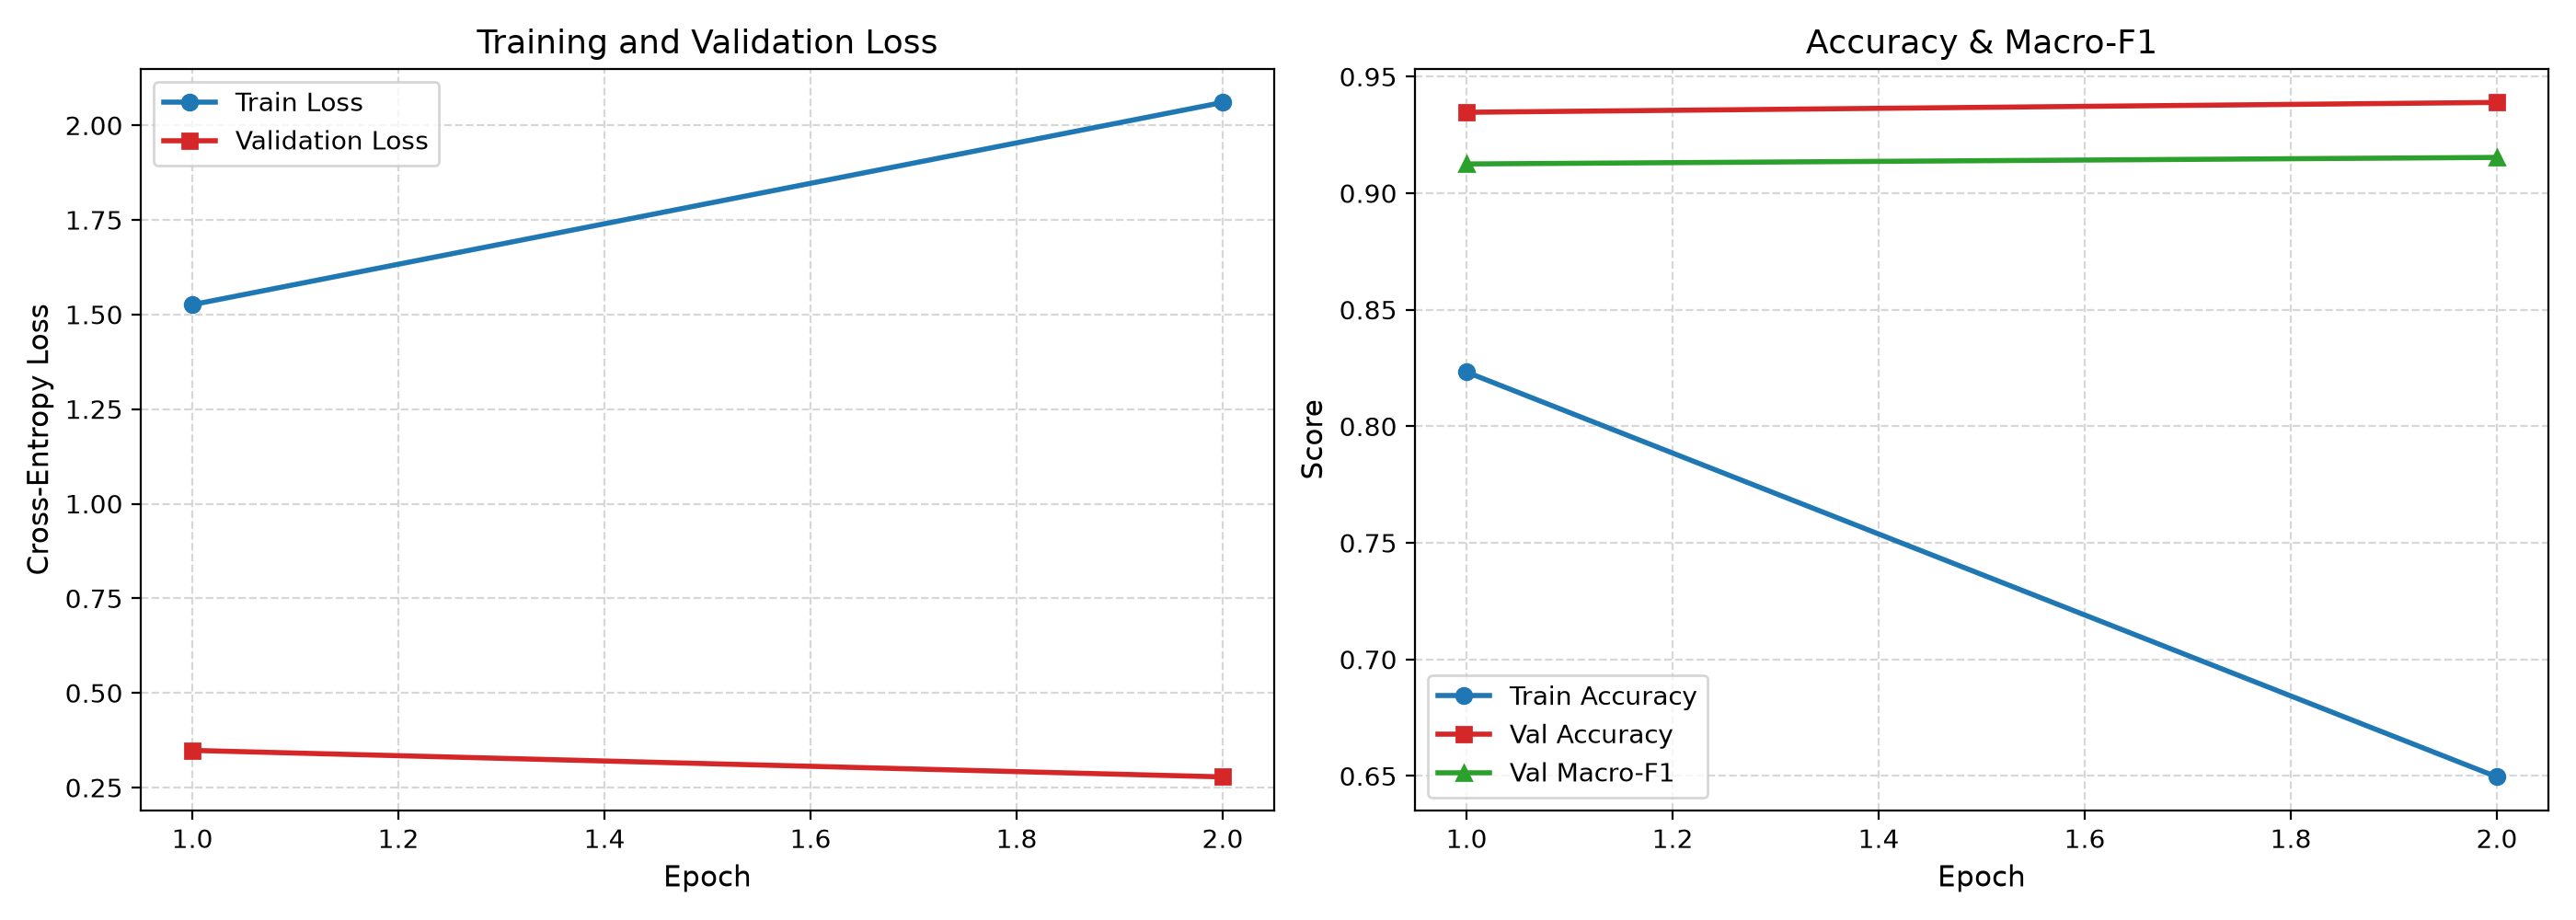 Training and Validation Loss
Train Loss
Validation Loss
2.00
1.75
1.50
1.25
1.00
0.75
0.50
0.25
Cross-Entropy Loss
1.0 1.2 1.4 1.6 1.8 2.0
Epoch
Accuracy & Macro-F1
0.95
0.90
0.85
0.80
0.75
0.70
0.65
Score
Train Accuracy
Val Accuracy
Val Macro-F1
1.0 1.2 1.4 1.6 1.8 2.0
Epoch